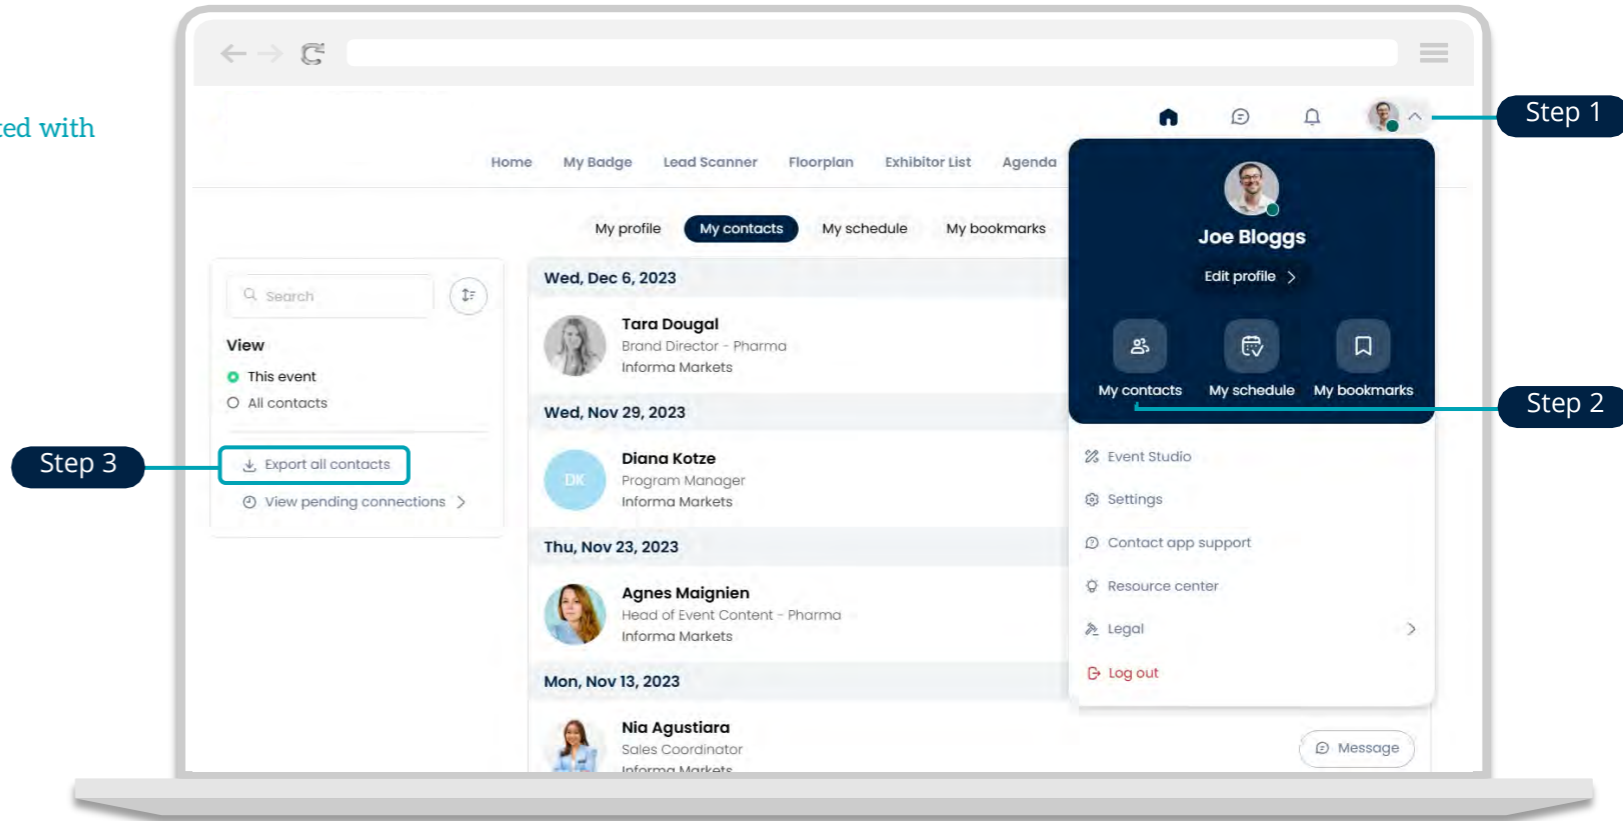 ted with
Step 1
Home My Badge Lead Scanner Floorplan Exhibitor List Agenda
My profile My contacts My schedule My bookmarks
Joe Bloggs
Edit profile
My contacts My schedule My bookmarks
Step 2
Event Studio
Settings
Contact app support
Resource center
Legal
Log out
Search
View
This event
All contacts
Step 3
Export all contacts
View pending connections
Wed, Dec 6, 2023
Tara Dougal
Brand Director - Pharma
Informa Markets
Wed, Nov 29, 2023
DK
Diana Kotze
Program Manager
Informa Markets
Thu, Nov 23, 2023
Agnes Maignien
Head of Event Content - Pharma
Informa Markets
Mon, Nov 13, 2023
Nia Agustiara
Sales Coordinator
Informa Markets
Message